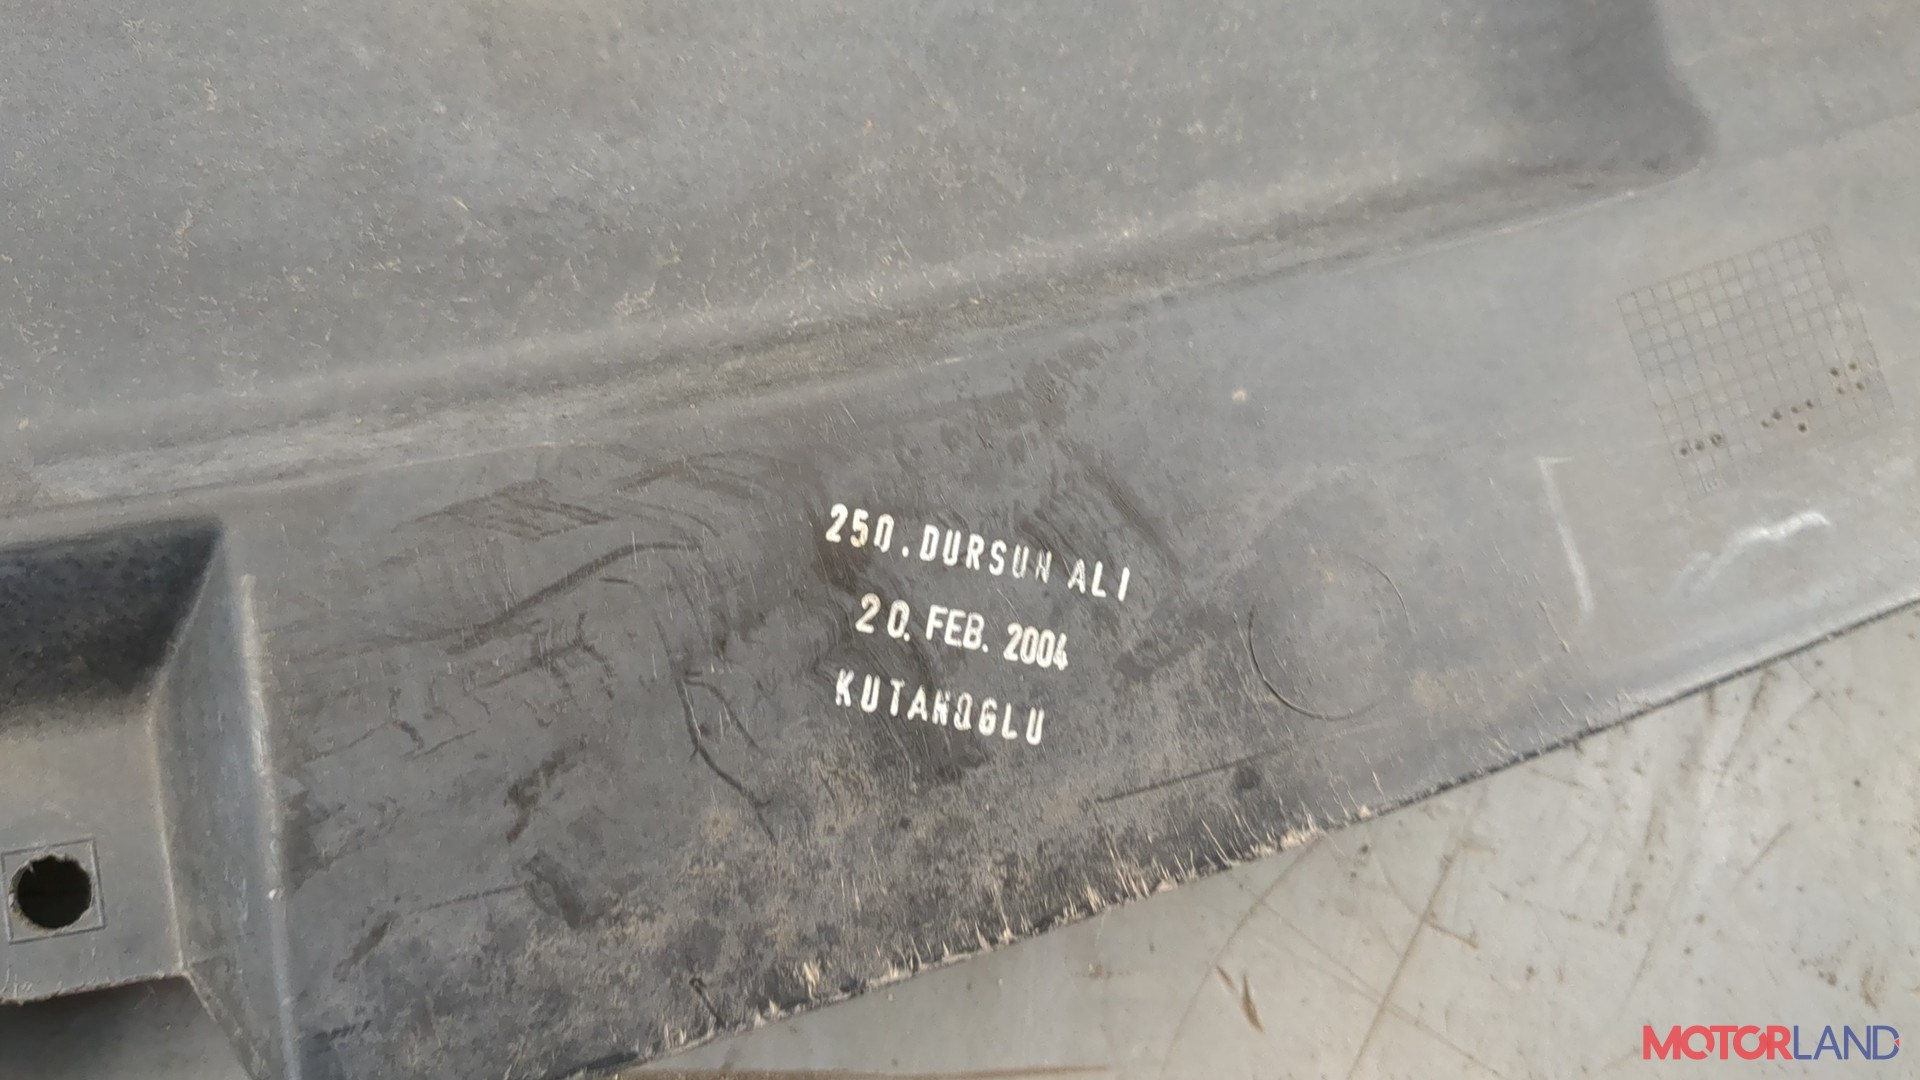 250. DURSUN ALI
20. FEB. 2004
KUTANOGLU
MOTORLAND